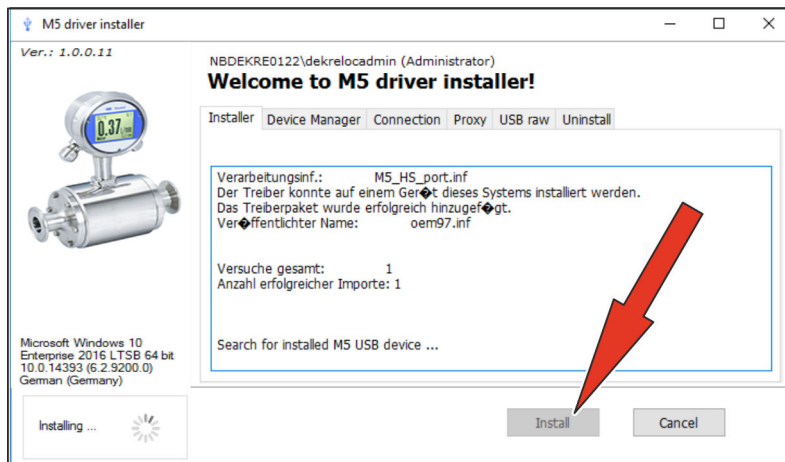 M5 driver installer
Ver.: 1.0.0.11
NBDEKRE0122\dekrelocadmin (Administrator)
Welcome to M5 driver installer!
Installer Device Manager Connection Proxy USB raw Uninstall
0.37
Verarbeitungsinf.: M5_HS_port.inf
Der Treiber konnte auf einem Ger�t dieses Systems installiert werden.
Das Treiberpaket wurde erfolgreich hinzugef�gt.
Ver�ffentlichter Name: oem97.inf
Versuche gesamt: 1
Anzahl erfolgreicher Importe: 1
Search for installed M5 USB device ...
Microsoft Windows 10
Enterprise 2016 LTSB 64 bit
10.0.14393 (6.2.9200.0)
German (Germany)
Installing ...
Install Cancel